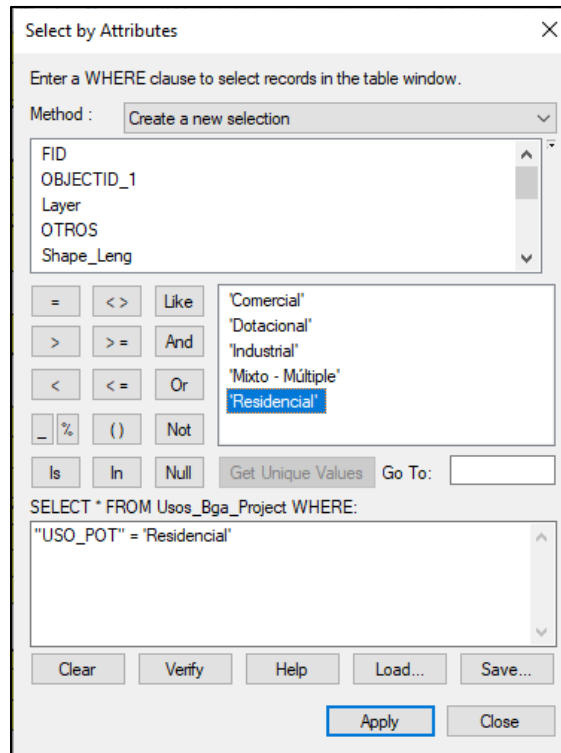 Select by Attributes
Enter a WHERE clause to select records in the table window.
Method : Create a new selection
FID
OBJECTID_1
Layer
OTROS
Shape_Leng
= < > Like
> > = And
< < = Or
_ % ( ) Not
Is In Null
'Comercial'
'Dotacional'
'Industrial'
'Mixto - Múltiple'
'Residencial'
Get Unique Values Go To:
SELECT * FROM Usos_Bga_Project WHERE:
"USO_POT" = 'Residencial'
Clear Verify Help Load... Save...
Apply Close